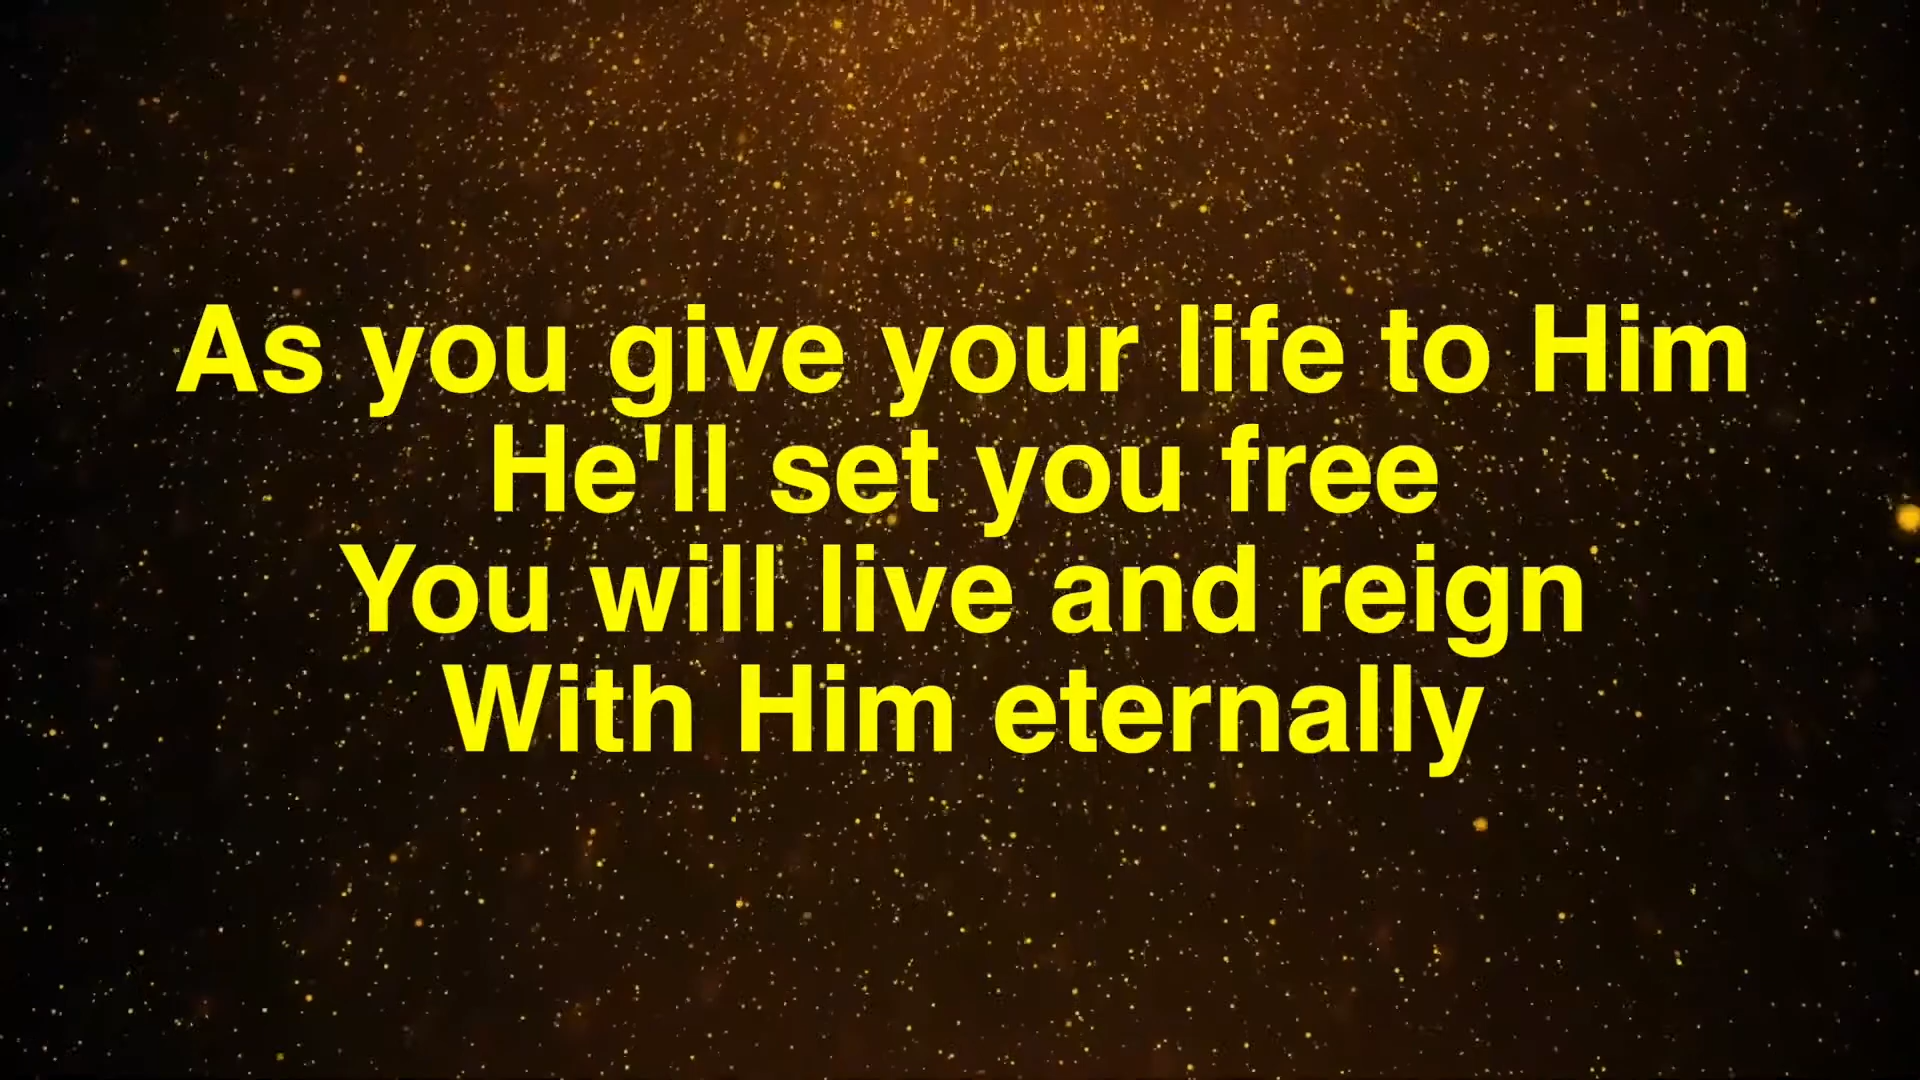 As you give your life to Him
He'll set you free
You will live and reign
With Him eternally